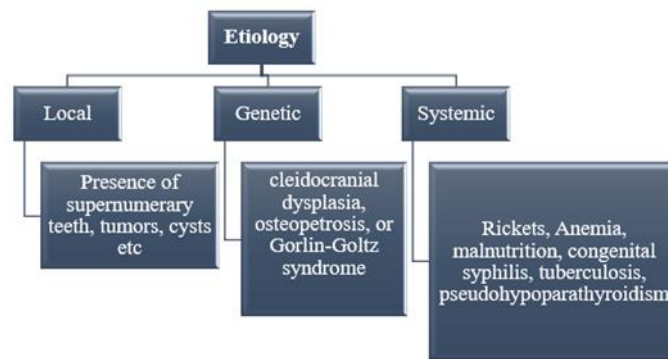 Etiology
Local
Genetic
Systemic
Presence of
supernumerary
teeth, tumors, cysts
etc
cleidocranial
dysplasia,
osteopetrosis, or
Gorlin-Goltz
syndrome
Rickets, Anemia,
malnutrition, congenital
syphilis, tuberculosis,
pseudohypoparathyroidism